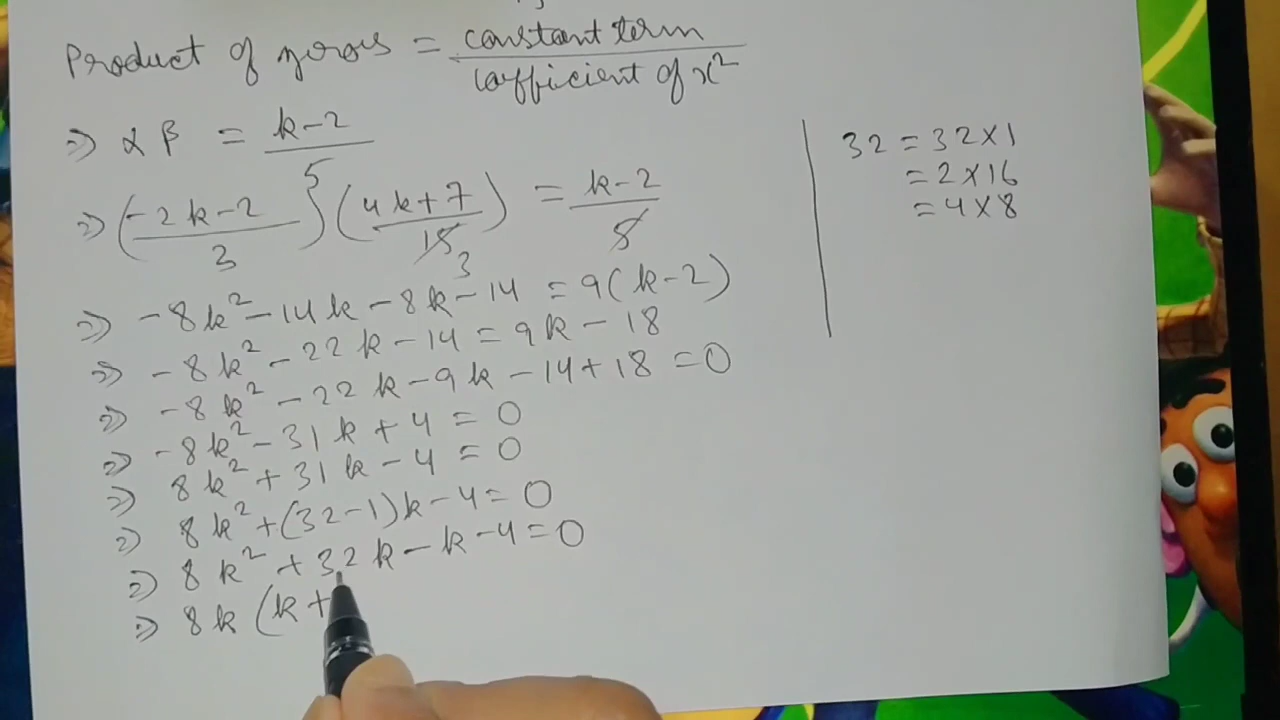 Product of zeroes = constant term / coefficient of x²
⇒ αβ = k-2 / 5
⇒ (-2k-2 / 3) (4k+7 / 15 3) = k-2 / 5
⇒ -8k² - 14k - 8k - 14 = 9(k-2)
⇒ -8k² - 22k - 14 = 9k - 18
⇒ -8k² - 22k - 9k - 14 + 18 = 0
⇒ -8k² - 31k + 4 = 0
⇒ 8k² + 31k - 4 = 0
⇒ 8k² + (32-1)k - 4 = 0
⇒ 8k² + 32k - k - 4 = 0
⇒ 8k (k+
32 = 32×1
= 2×16
= 4×8